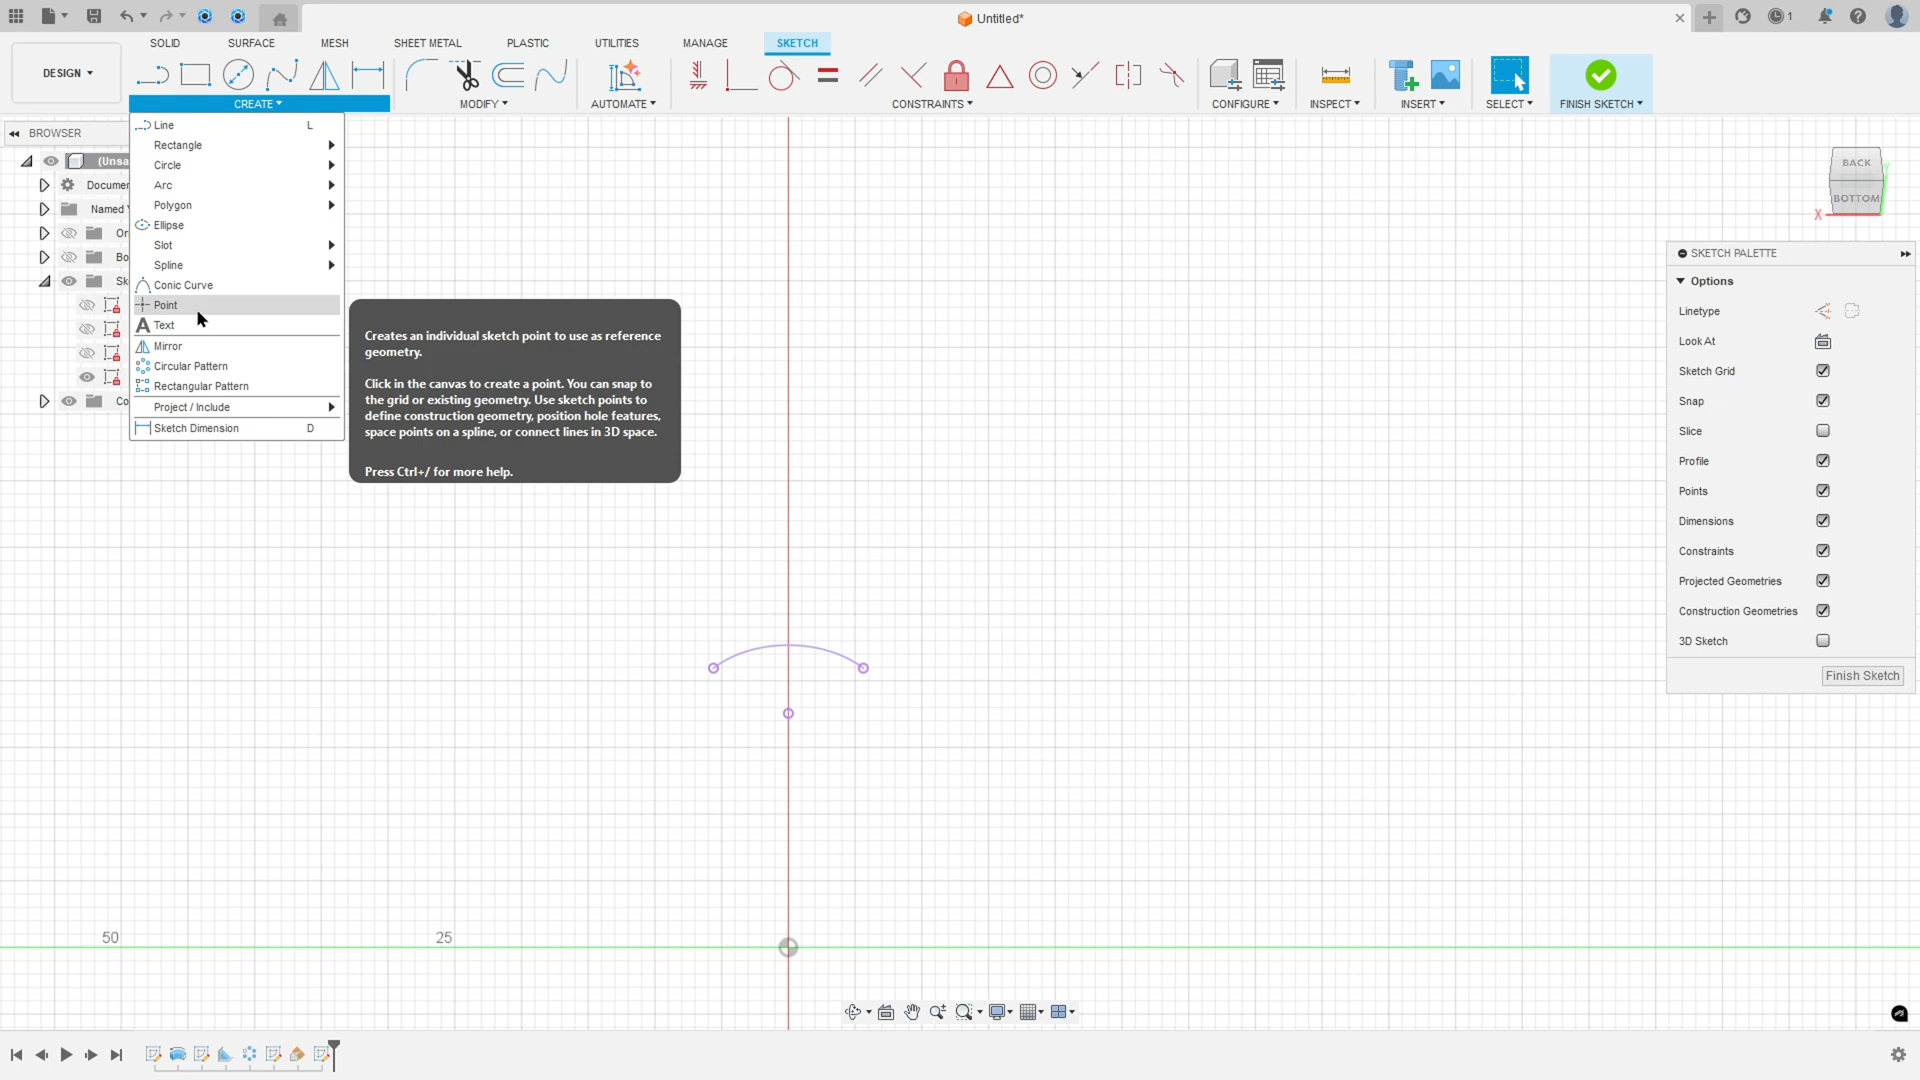 Untitled*
1
SOLID
SURFACE
MESH
SHEET METAL
PLASTIC
UTILITIES
MANAGE
SKETCH
DESIGN
CREATE
MODIFY
AUTOMATE
CONSTRAINTS
CONFIGURE
INSPECT
INSERT
SELECT
FINISH SKETCH
BROWSER
(Unsa
Documen
Named V
Or
Bo
Sk
Co
Line L
Rectangle
Circle
Arc
Polygon
Ellipse
Slot
Spline
Conic Curve
Point
Text
Mirror
Circular Pattern
Rectangular Pattern
Project / Include
Sketch Dimension D
Creates an individual sketch point to use as reference
geometry.
Click in the canvas to create a point. You can snap to
the grid or existing geometry. Use sketch points to
define construction geometry, position hole features,
space points on a spline, or connect lines in 3D space.
Press Ctrl+/ for more help.
BACK
BOTTOM
X
Y
SKETCH PALETTE
Options
Linetype
Look At
Sketch Grid
Snap
Slice
Profile
Points
Dimensions
Constraints
Projected Geometries
Construction Geometries
3D Sketch
Finish Sketch
50
25